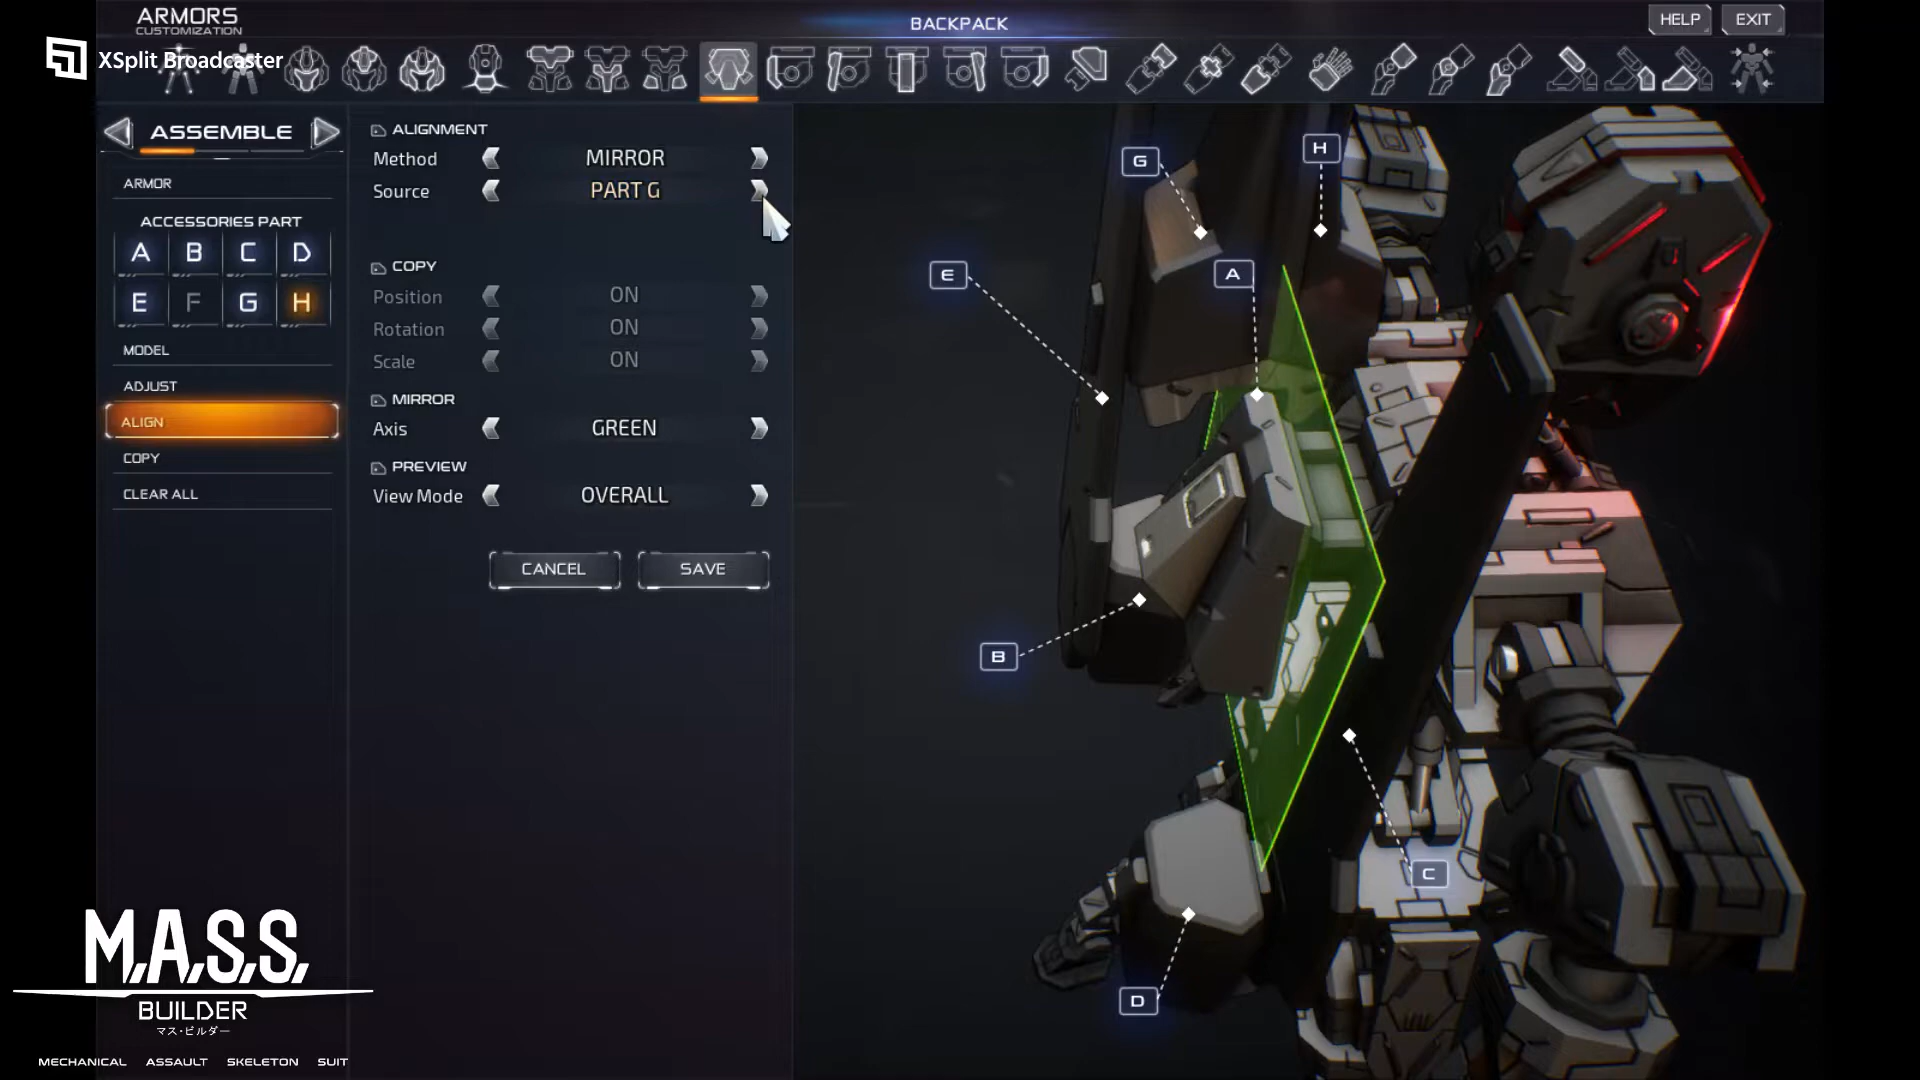 ARMORS
CUSTOMIZATION
BACKPACK
HELP
EXIT
XSplit Broadcaster
ASSEMBLE
ARMOR
ACCESSORIES PART
A B C D
E F G H
MODEL
ADJUST
ALIGN
COPY
CLEAR ALL
ALIGNMENT
Method MIRROR
Source PART G
COPY
Position ON
Rotation ON
Scale ON
MIRROR
Axis GREEN
PREVIEW
View Mode OVERALL
CANCEL SAVE
G
H
E
A
B
C
D
M.A.S.S.
BUILDER
マス・ビルダー
MECHANICAL ASSAULT SKELETON SUIT